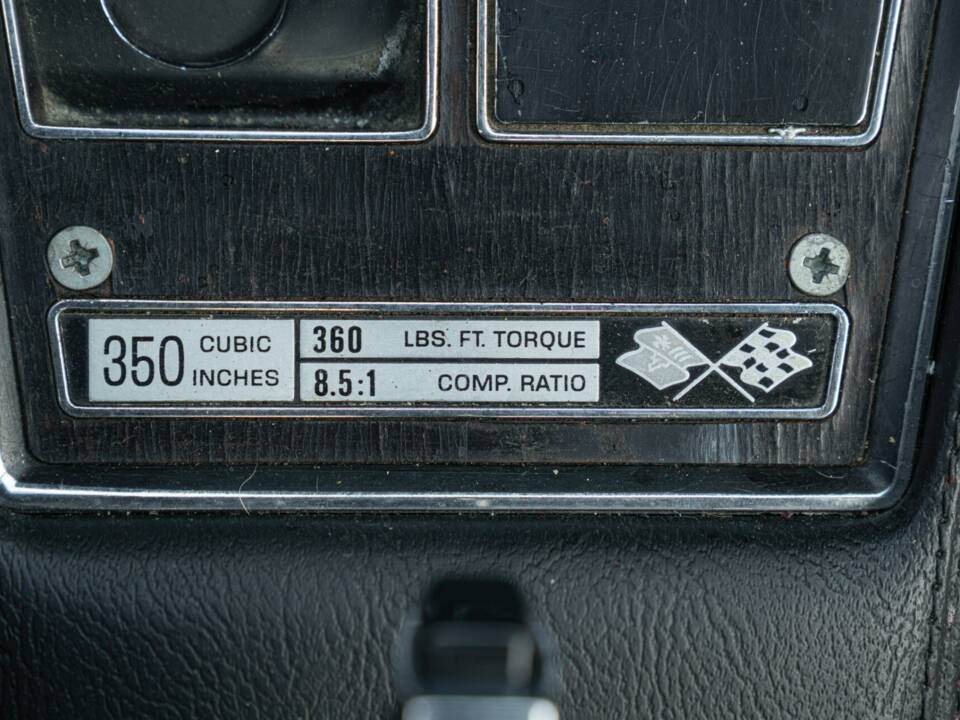 350 CUBIC INCHES
360 LBS. FT. TORQUE
8.5:1 COMP. RATIO